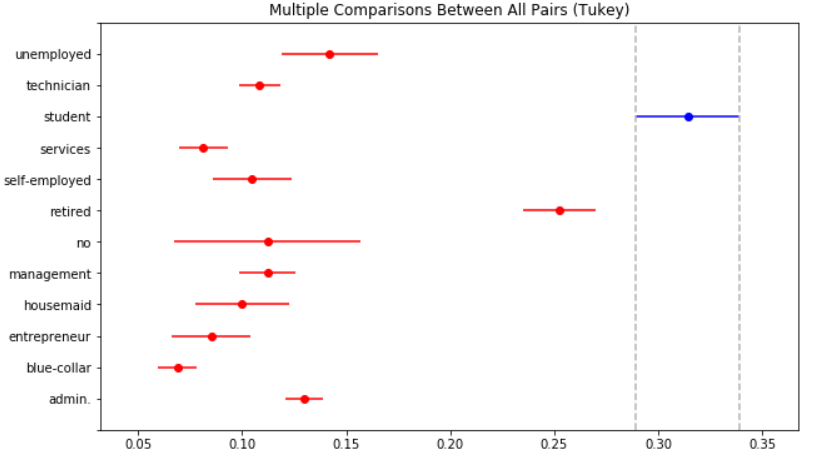 Multiple Comparisons Between All Pairs (Tukey)
unemployed
technician
student
services
self-employed
retired
no
management
housemaid
entrepreneur
blue-collar
admin.
0.05 0.10 0.15 0.20 0.25 0.30 0.35